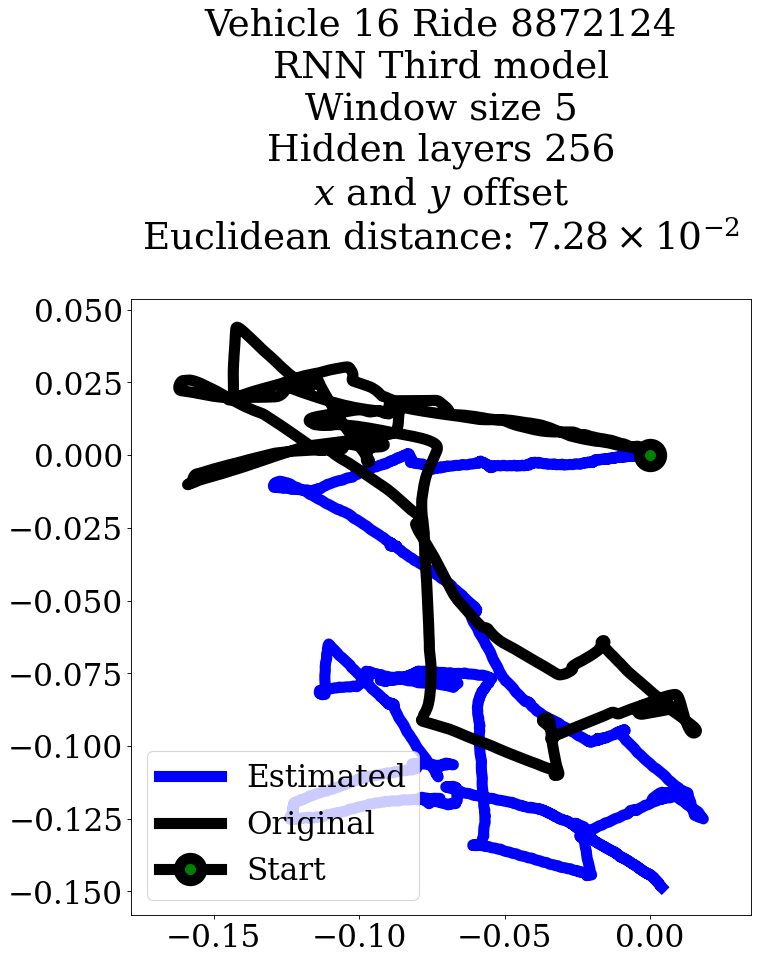 Vehicle 16 Ride 8872124
RNN Third model
Window size 5
Hidden layers 256
x and y offset
Euclidean distance: 7.28 × 10⁻²
0.050
0.025
0.000
−0.025
−0.050
−0.075
−0.100
−0.125
−0.150
Estimated
Original
Start
−0.15 −0.10 −0.05 0.00